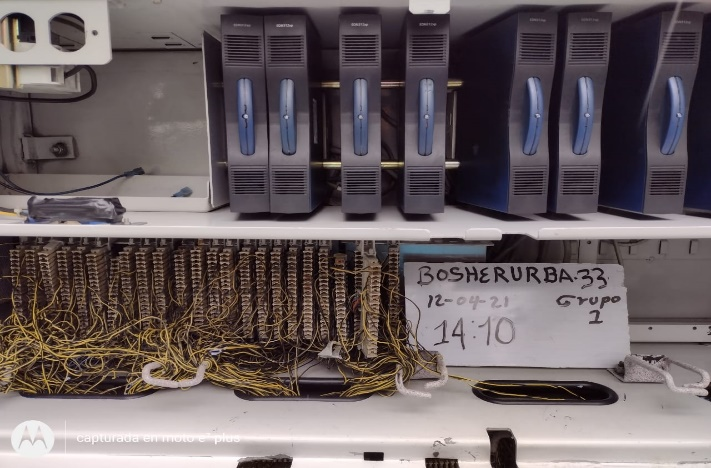 BOSHERURBA.33
12-04-21 Grupo
1
14:10
capturada en moto e⁵ plus